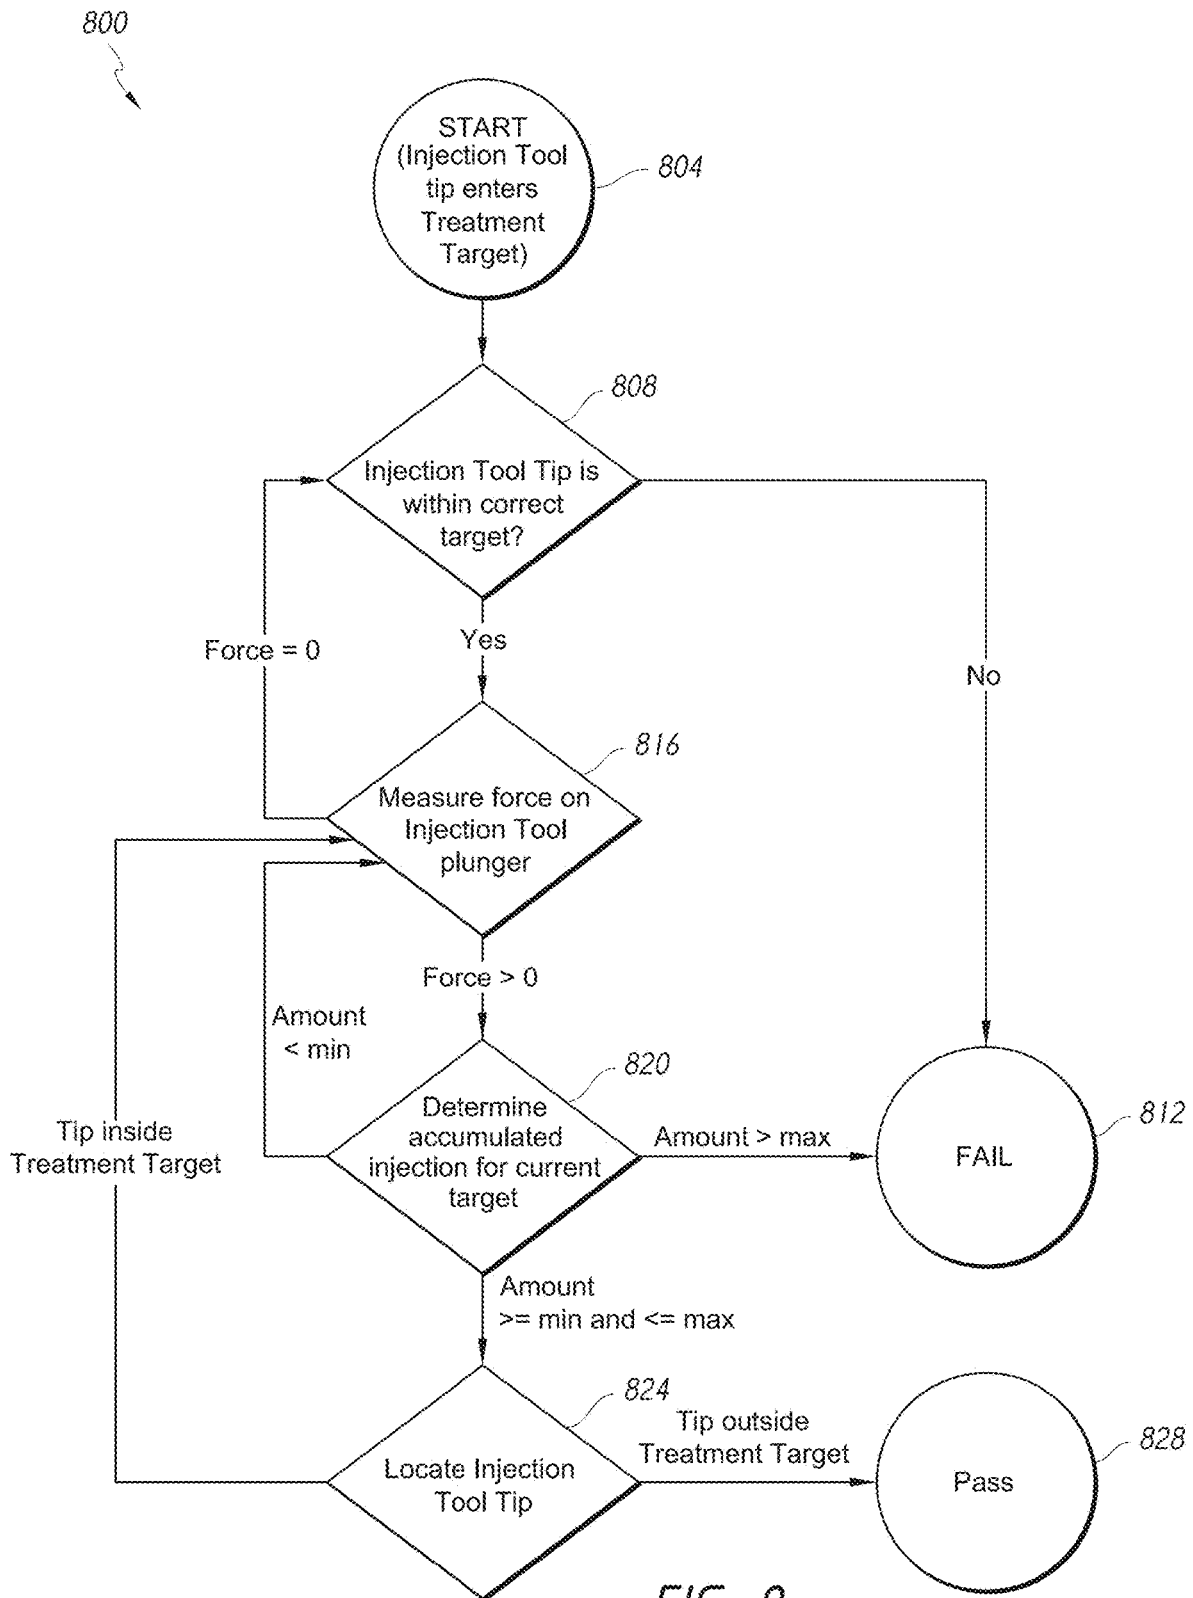 800
START
(Injection Tool
tip enters
Treatment
Target)
804
808
Injection Tool Tip is
within correct
target?
Force = 0
Yes
No
816
Measure force on
Injection Tool
plunger
Force > 0
Amount
< min
820
Determine
accumulated
injection for current
target
Amount > max
812
FAIL
Tip inside
Treatment Target
Amount
>= min and <= max
824
Locate Injection
Tool Tip
Tip outside
Treatment Target
828
Pass
FIG.